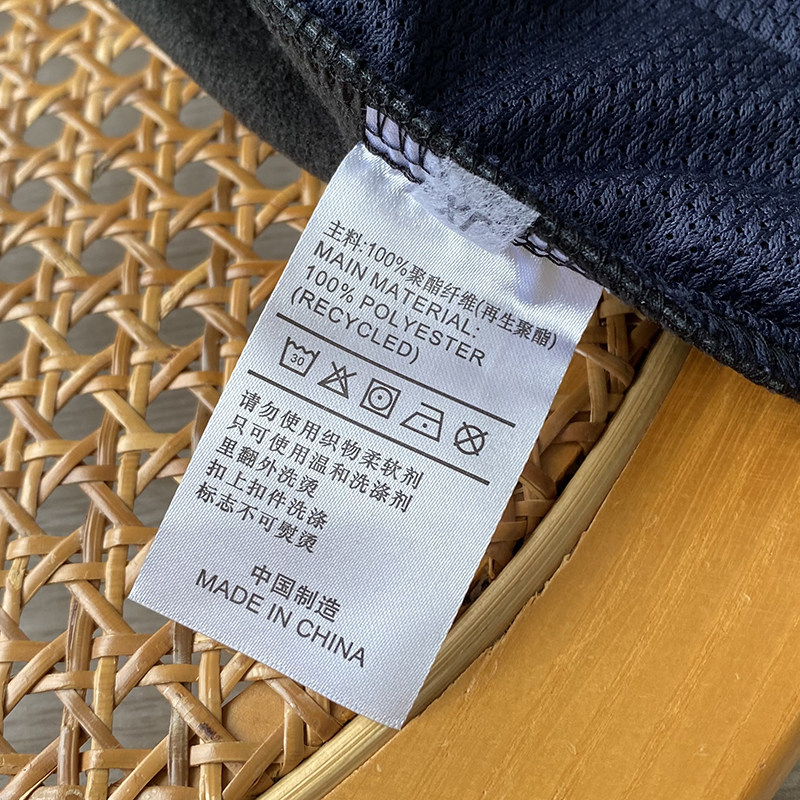 主料:100%聚酯纤维(再生聚酯)
MAIN MATERIAL:
100% POLYESTER
(RECYCLED)
30
请勿使用织物柔软剂
只可使用温和洗涤剂
里翻外洗烫
扣上扣件洗涤
标志不可熨烫
中国制造
MADE IN CHINA